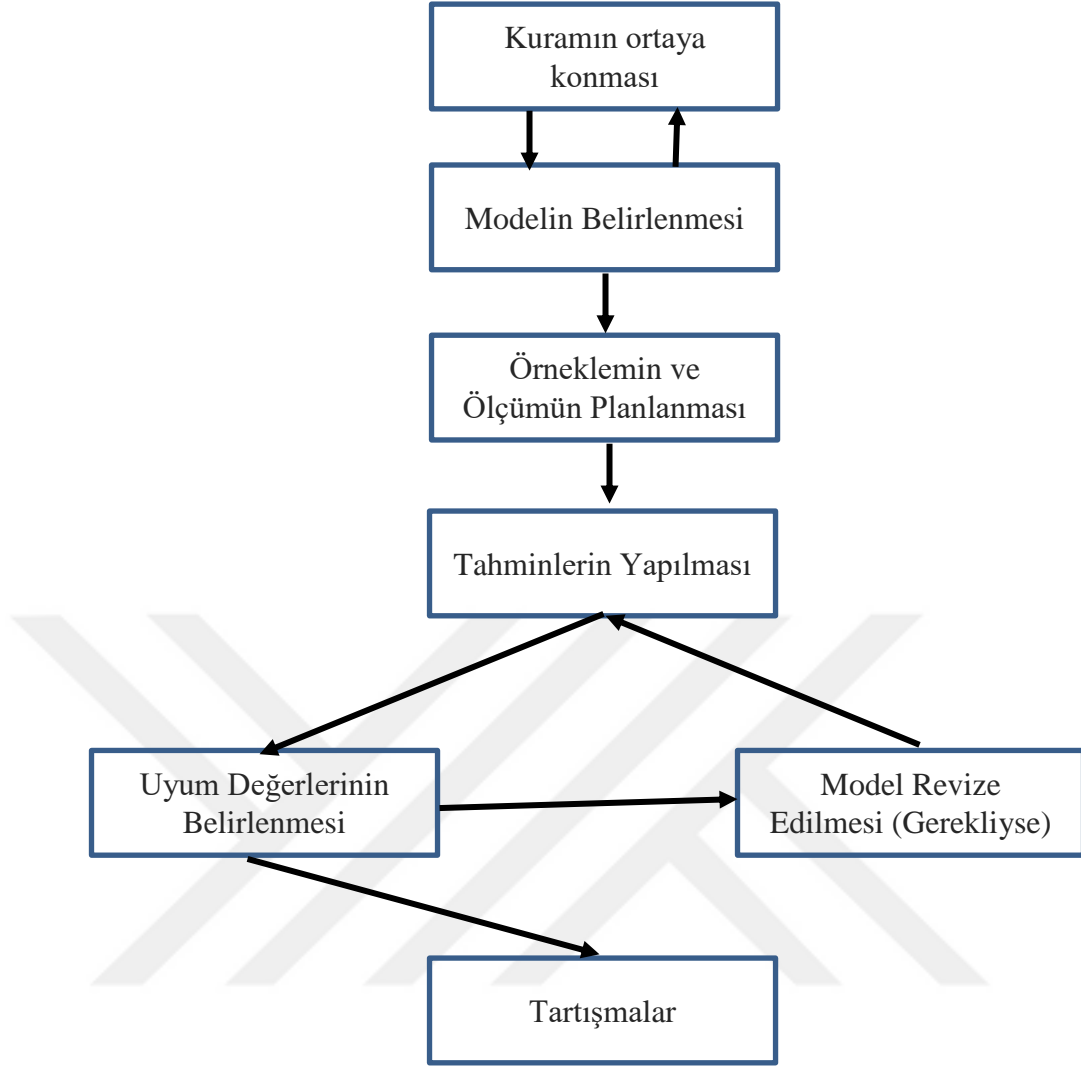 Kuramın ortaya
konması
Modelin Belirlenmesi
Örneklemin ve
Ölçümün Planlanması
Tahminlerin Yapılması
Uyum Değerlerinin
Belirlenmesi
Model Revize
Edilmesi (Gerekliyse)
Tartışmalar